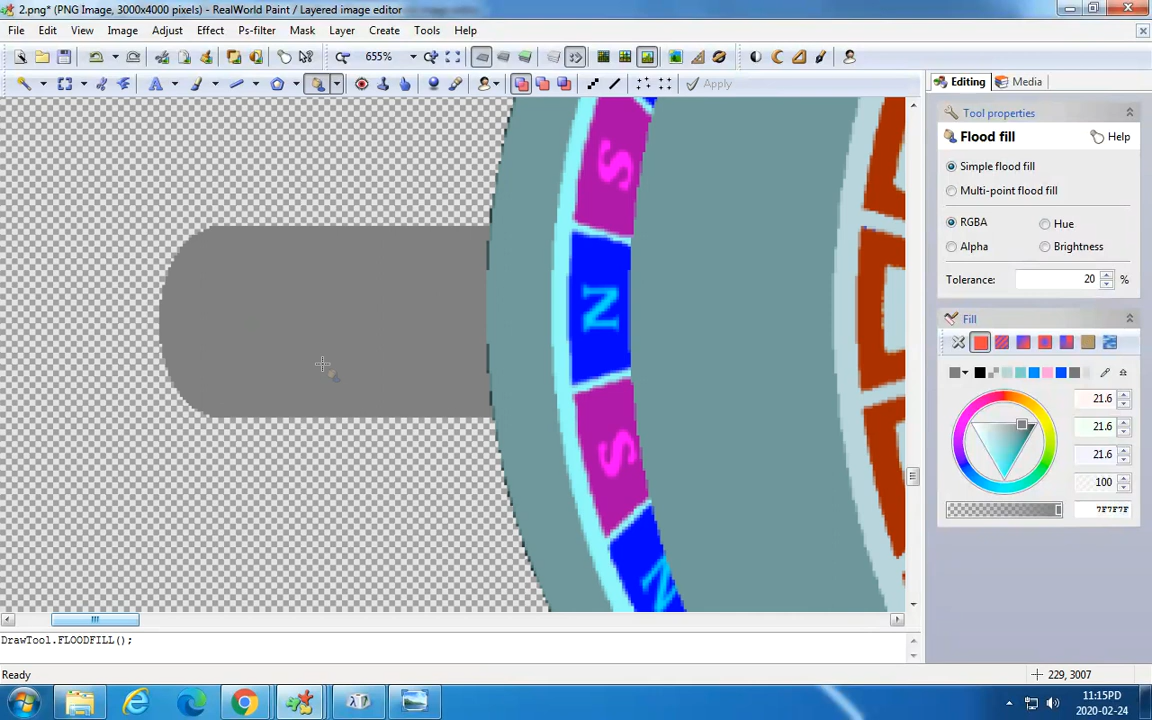 2.png* (PNG Image, 3000x4000 pixels) - RealWorld Paint / Layered image editor
File Edit View Image Adjust Effect Ps-filter Mask Layer Create Tools Help
655%
Apply
Editing Media
Tool properties
Flood fill Help
Simple flood fill
Multi-point flood fill
RGBA Hue
Alpha Brightness
Tolerance: 20 %
Fill
21.6
21.6
21.6
100
7F7F7F
S
N
S
N
DrawTool.FLOODFILL();
Ready
229, 3007
11:15PD
2020-02-24